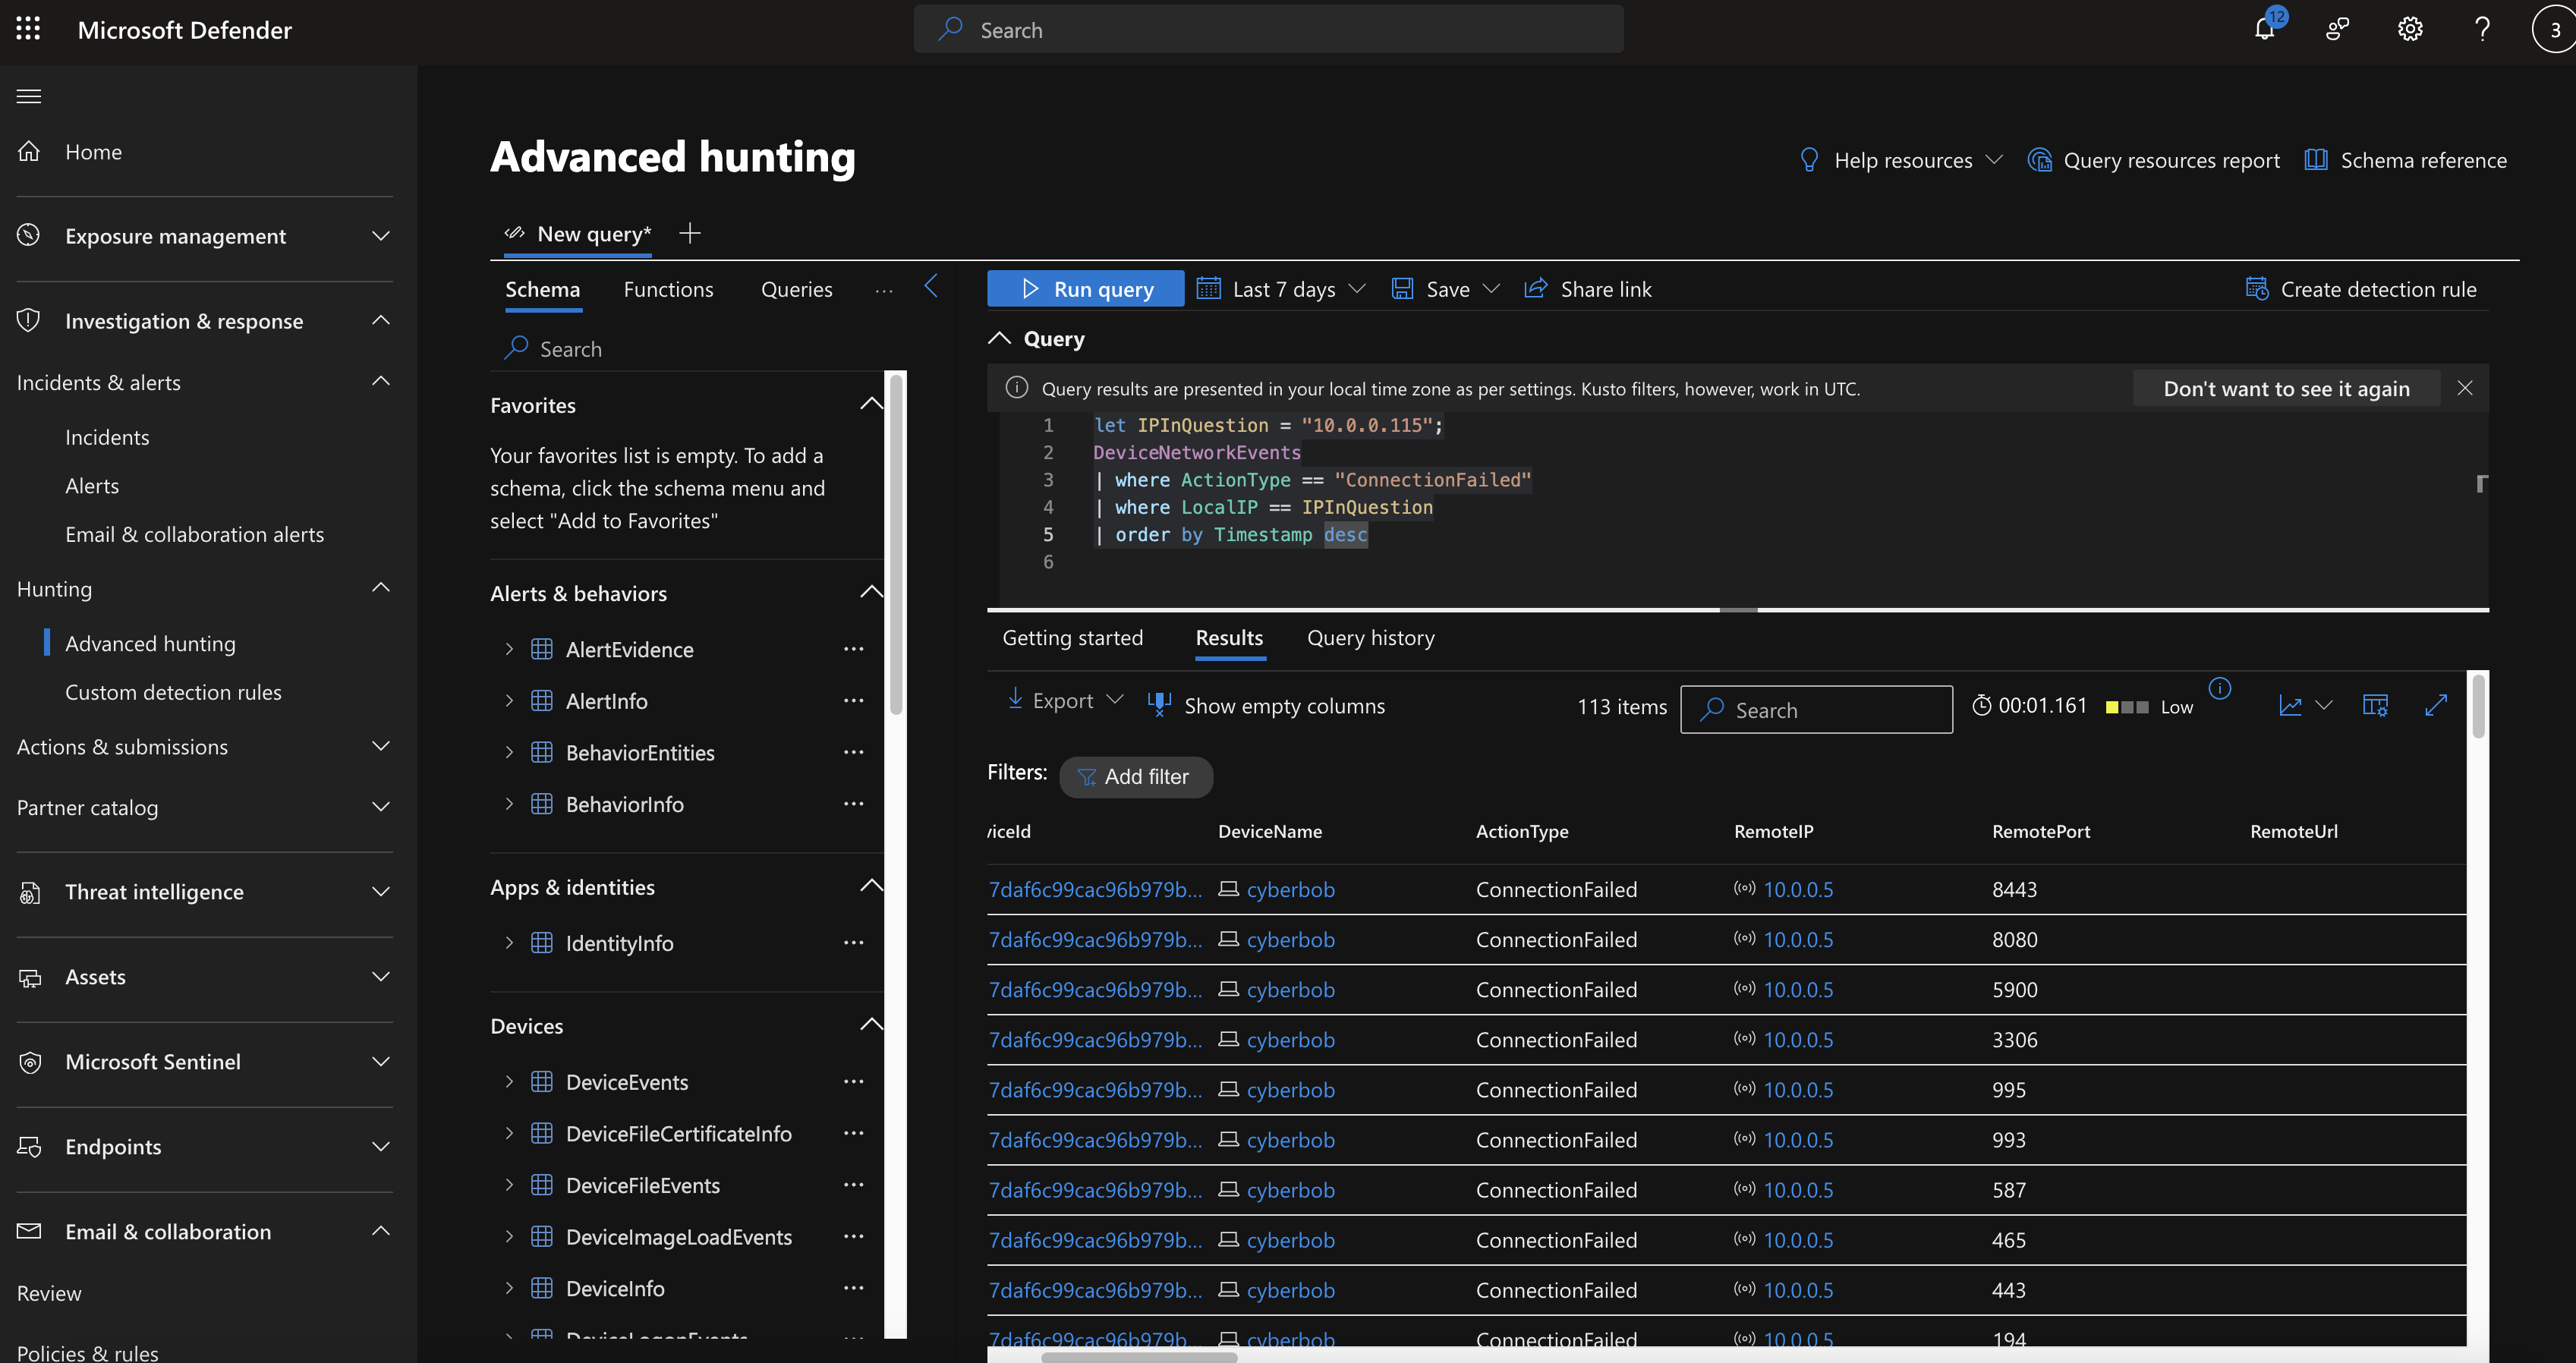 Microsoft Defender
Search
12
3
Home
Exposure management
Investigation & response
Incidents & alerts
Incidents
Alerts
Email & collaboration alerts
Hunting
Advanced hunting
Custom detection rules
Actions & submissions
Partner catalog
Threat intelligence
Assets
Microsoft Sentinel
Endpoints
Email & collaboration
Review
Policies & rules
Advanced hunting
Help resources
Query resources report
Schema reference
New query*
Schema
Functions
Queries
Search
Favorites
Your favorites list is empty. To add a
schema, click the schema menu and
select "Add to Favorites"
Alerts & behaviors
AlertEvidence
AlertInfo
BehaviorEntities
BehaviorInfo
Apps & identities
IdentityInfo
Devices
DeviceEvents
DeviceFileCertificateInfo
DeviceFileEvents
DeviceImageLoadEvents
DeviceInfo
DeviceLogonEvents
Run query
Last 7 days
Save
Share link
Create detection rule
Query
Query results are presented in your local time zone as per settings. Kusto filters, however, work in UTC.
Don't want to see it again
1 let IPInQuestion = "10.0.0.115";
2 DeviceNetworkEvents
3 | where ActionType == "ConnectionFailed"
4 | where LocalIP == IPInQuestion
5 | order by Timestamp desc
6
Getting started
Results
Query history
Export
Show empty columns
113 items
Search
00:01.161
Low
Filters:
Add filter
viceId DeviceName ActionType RemoteIP RemotePort RemoteUrl
7daf6c99cac96b979b... cyberbob ConnectionFailed 10.0.0.5 8443
7daf6c99cac96b979b... cyberbob ConnectionFailed 10.0.0.5 8080
7daf6c99cac96b979b... cyberbob ConnectionFailed 10.0.0.5 5900
7daf6c99cac96b979b... cyberbob ConnectionFailed 10.0.0.5 3306
7daf6c99cac96b979b... cyberbob ConnectionFailed 10.0.0.5 995
7daf6c99cac96b979b... cyberbob ConnectionFailed 10.0.0.5 993
7daf6c99cac96b979b... cyberbob ConnectionFailed 10.0.0.5 587
7daf6c99cac96b979b... cyberbob ConnectionFailed 10.0.0.5 465
7daf6c99cac96b979b... cyberbob ConnectionFailed 10.0.0.5 443
7daf6c99cac96b979b... cyberbob ConnectionFailed 10.0.0.5 194